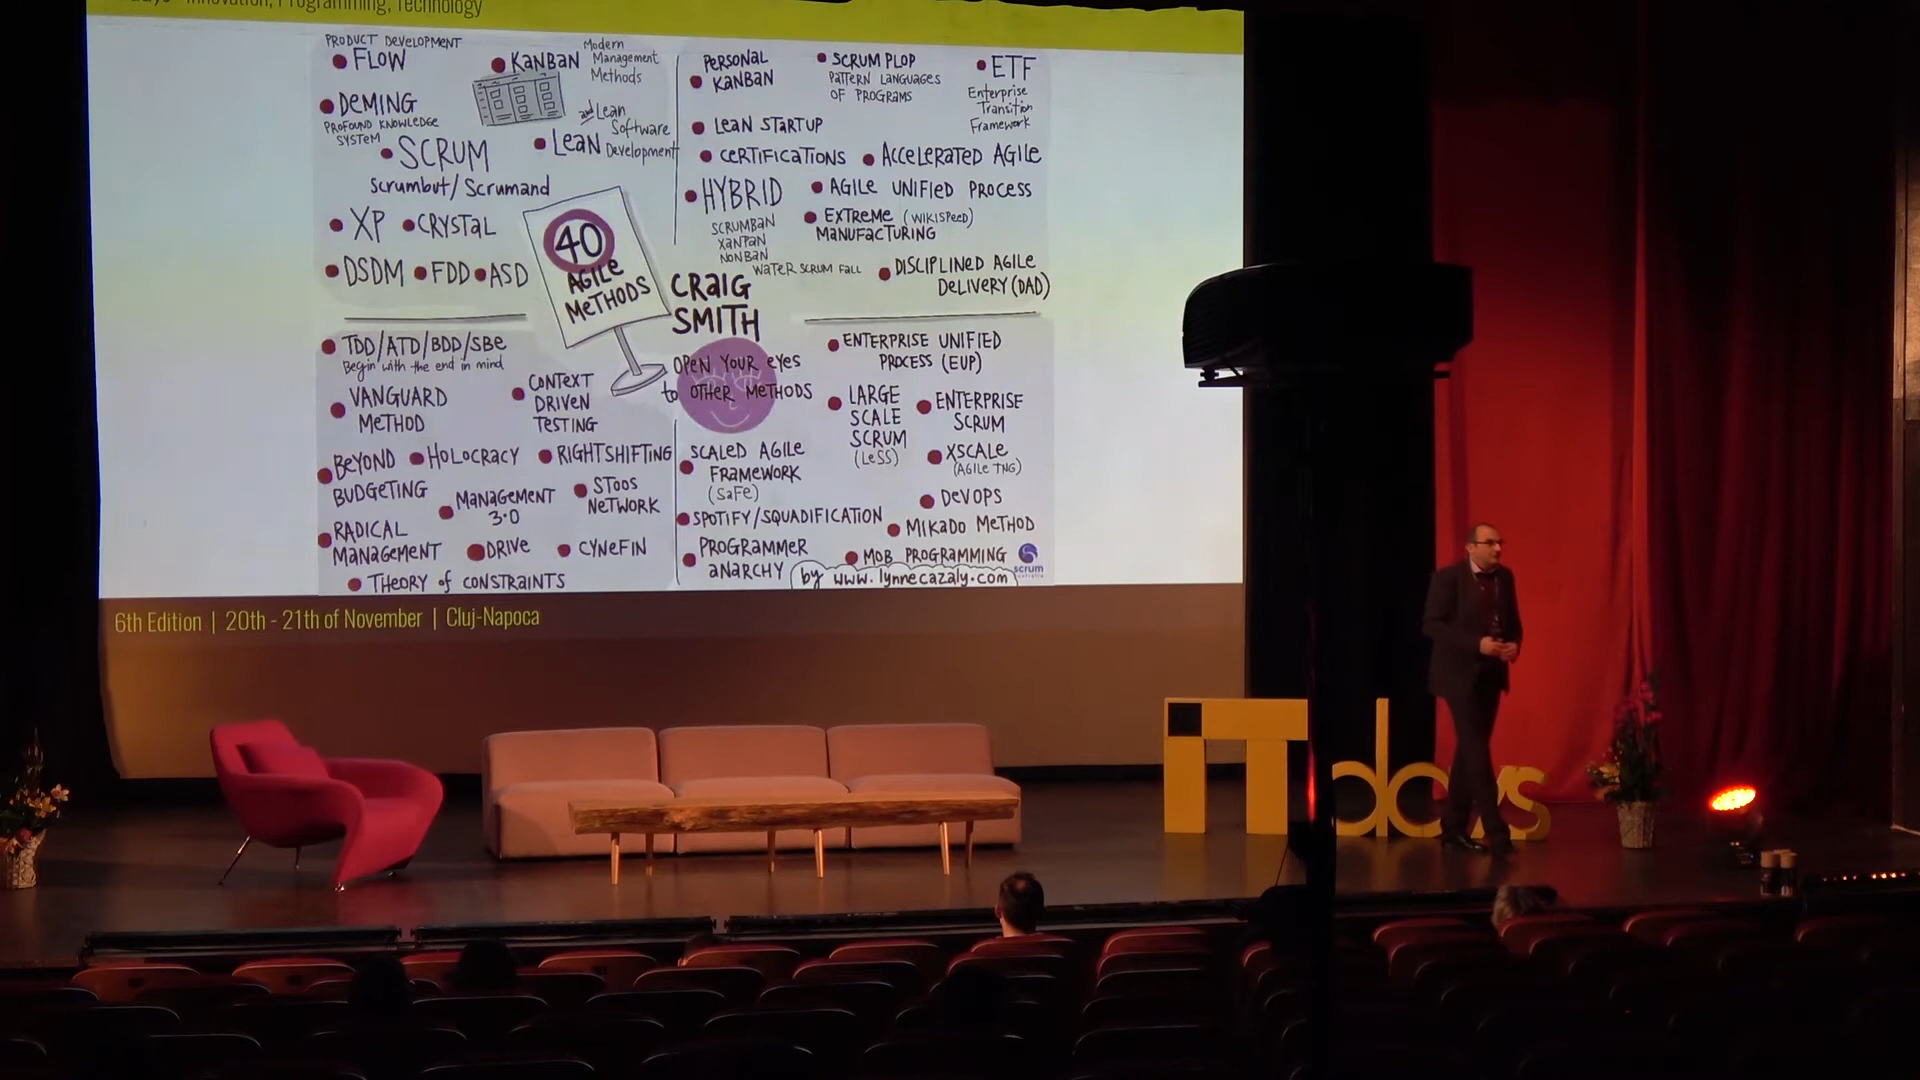 Innovation, Programming, Technology
PRODUCT DEVELOPMENT
FLOW
KANBAN
Modern
Management
Methods
and Lean
Software
Development
DEMING
PROFOUND KNOWLEDGE
SYSTEM
SCRUM
Scrumbut/Scrumand
LEAN
XP
CRYSTAL
DSDM
FDD
ASD
40
AGILE
METHODS
CRAIG
SMITH
OPEN YOUR EYES
to OTHER METHODS
PERSONAL
KANBAN
SCRUM PLOP
PATTERN LANGUAGES
OF PROGRAMS
ETF
Enterprise
Transition
Framework
LEAN STARTUP
CERTIFICATIONS
ACCELERATED AGILE
HYBRID
SCRUMBAN
XANPAN
NONBAN
WATER SCRUM FALL
AGILE UNIFIED PROCESS
EXTREME (WIKISPEED)
MANUFACTURING
DISCIPLINED AGILE
DELIVERY (DAD)
TDD/ATD/BDD/SBE
Begin with the end in mind
VANGUARD
METHOD
CONTEXT
DRIVEN
TESTING
BEYOND
BUDGETING
HOLOCRACY
RIGHTSHIFTING
MANAGEMENT
3.0
STOOS
NETWORK
RADICAL
MANAGEMENT
DRIVE
CYNEFIN
THEORY of CONSTRAINTS
ENTERPRISE UNIFIED
PROCESS (EUP)
LARGE
SCALE
SCRUM
(LeSS)
ENTERPRISE
SCRUM
XSCALE
(AGILE TNG)
SCALED AGILE
FRAMEWORK
(SaFe)
DEVOPS
SPOTIFY/SQUADIFICATION
MIKADO METHOD
PROGRAMMER
ANARCHY
MOB PROGRAMMING
by www.lynnecazaly.com
scrum
6th Edition | 20th - 21th of November | Cluj-Napoca
iTdays